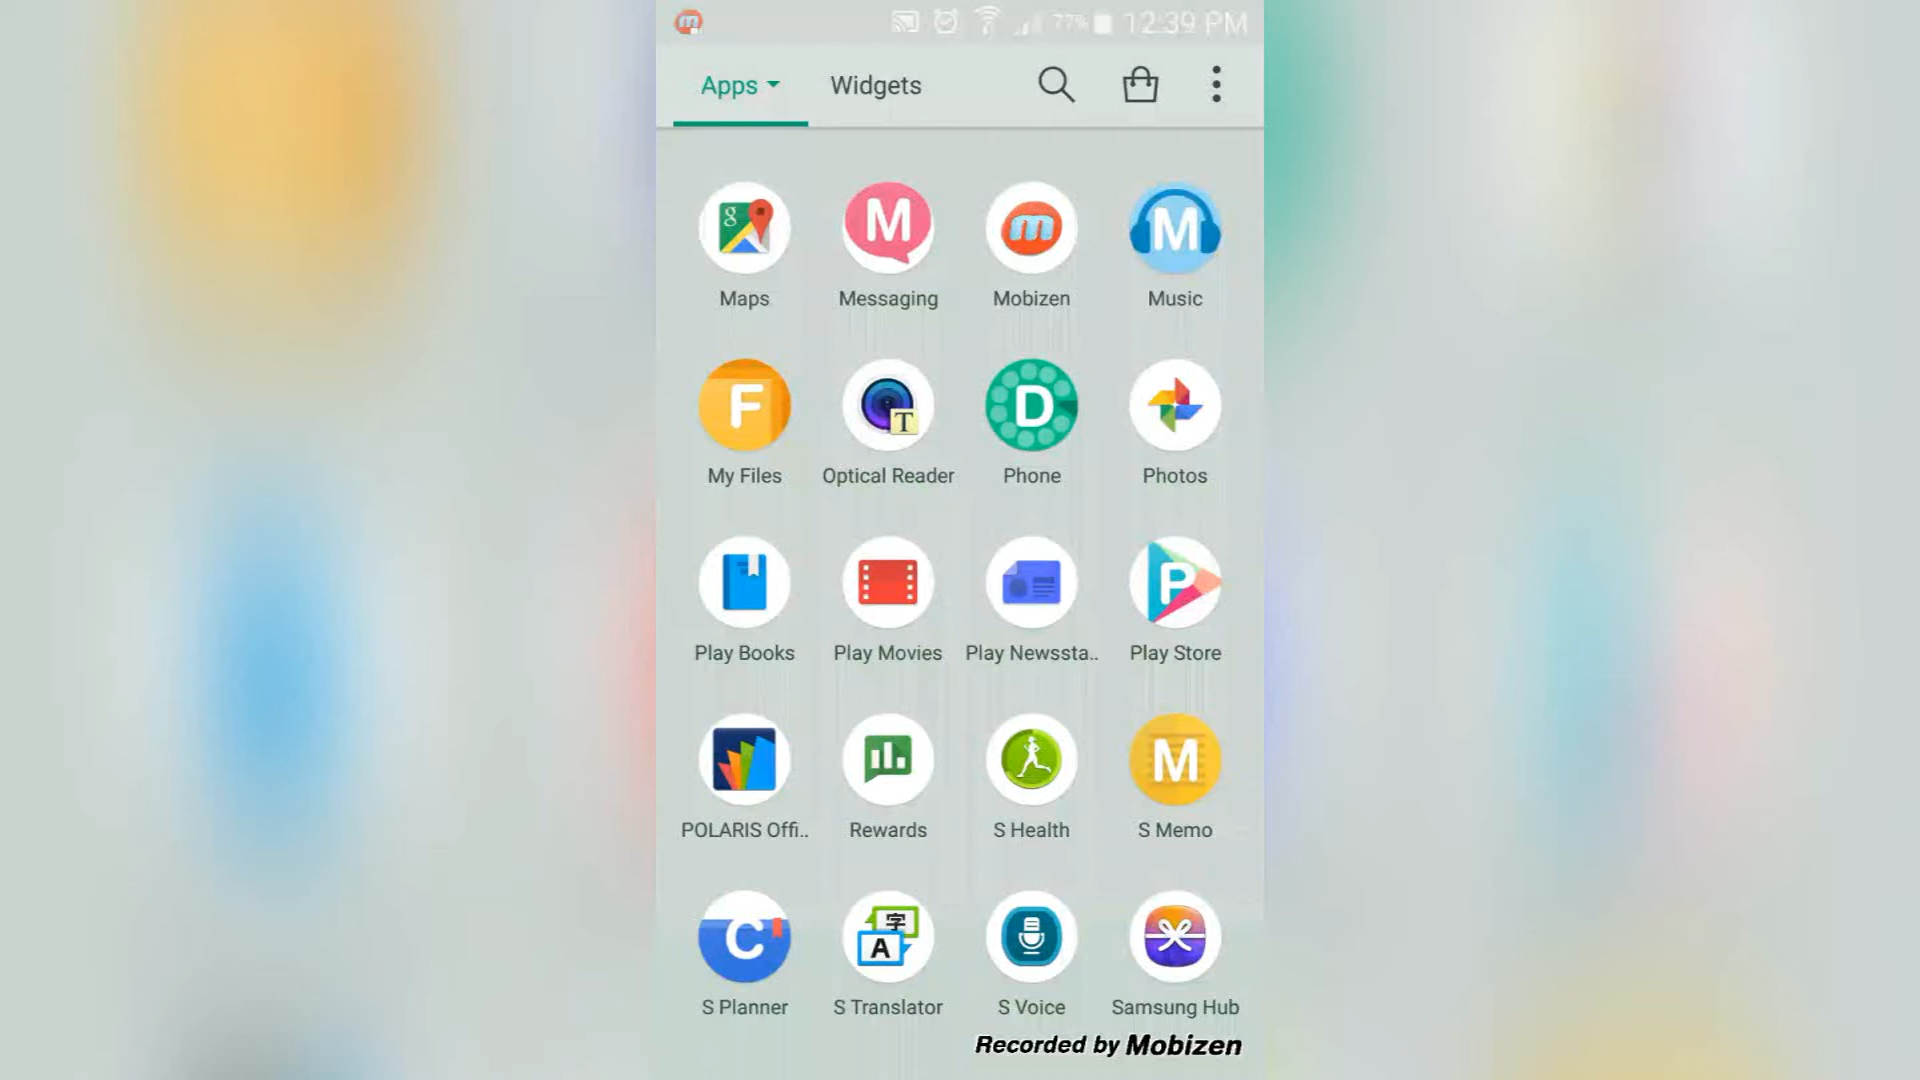 77% 12:39 PM
Apps Widgets
Maps Messaging Mobizen Music
My Files Optical Reader Phone Photos
Play Books Play Movies Play Newssta.. Play Store
POLARIS Offi.. Rewards S Health S Memo
S Planner S Translator S Voice Samsung Hub
Recorded by Mobizen